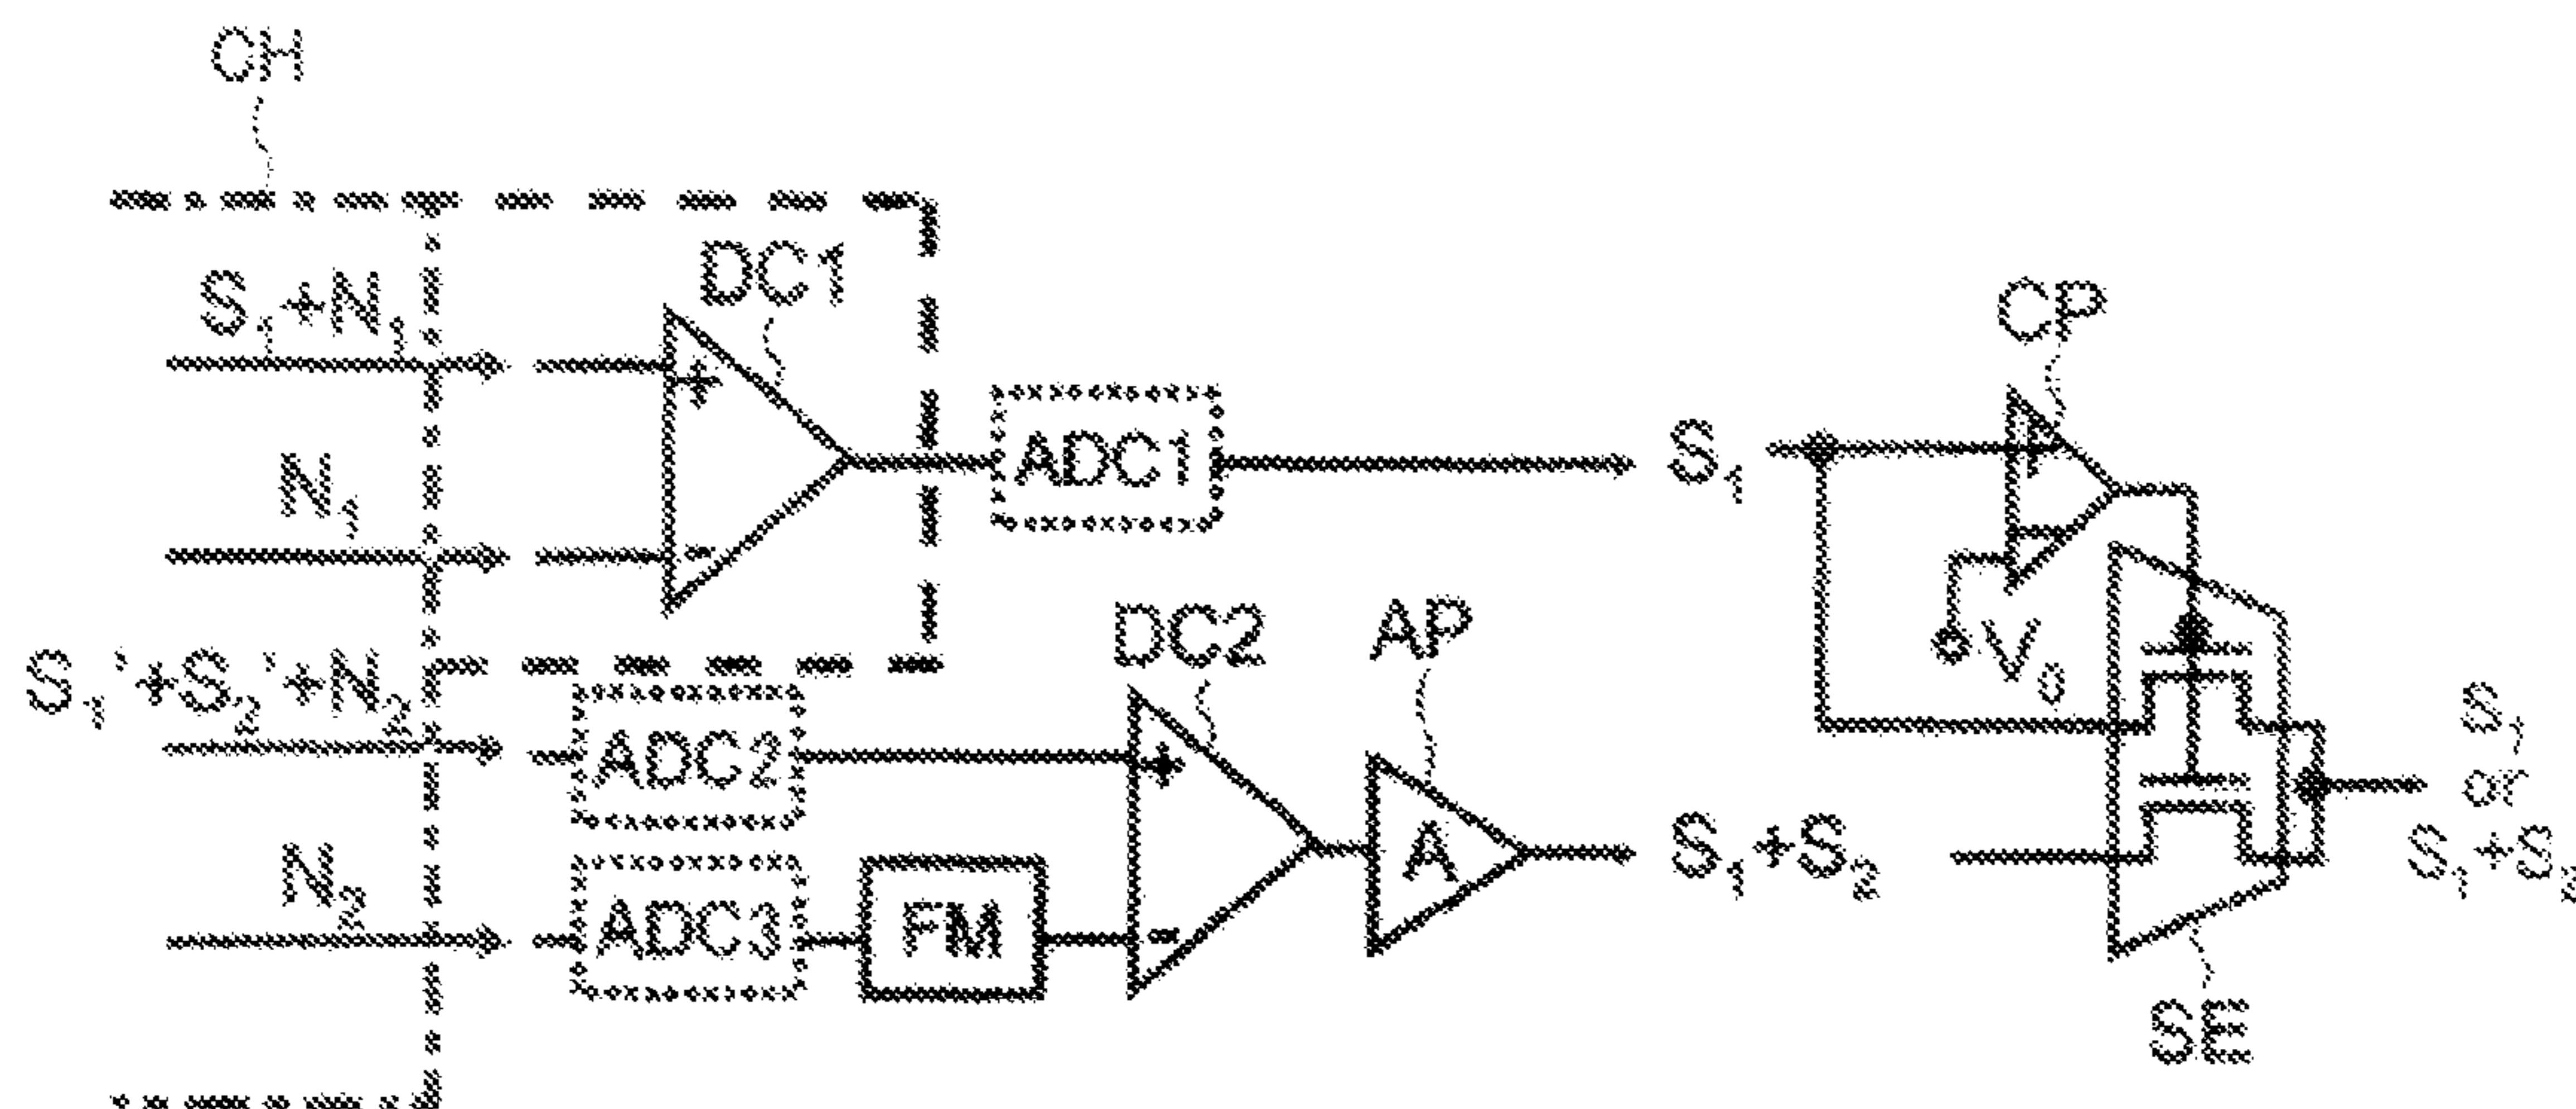 CH
S₁+N₁
DC1
+
N₁
-
ADC1
S₁
CP
+
-
V₀
S₁'+S₂'+N₂
ADC2
DC2
+
AP
A
N₂
ADC3
FM
-
S₁+S₂
S₁
or
S₁+S₂
SE